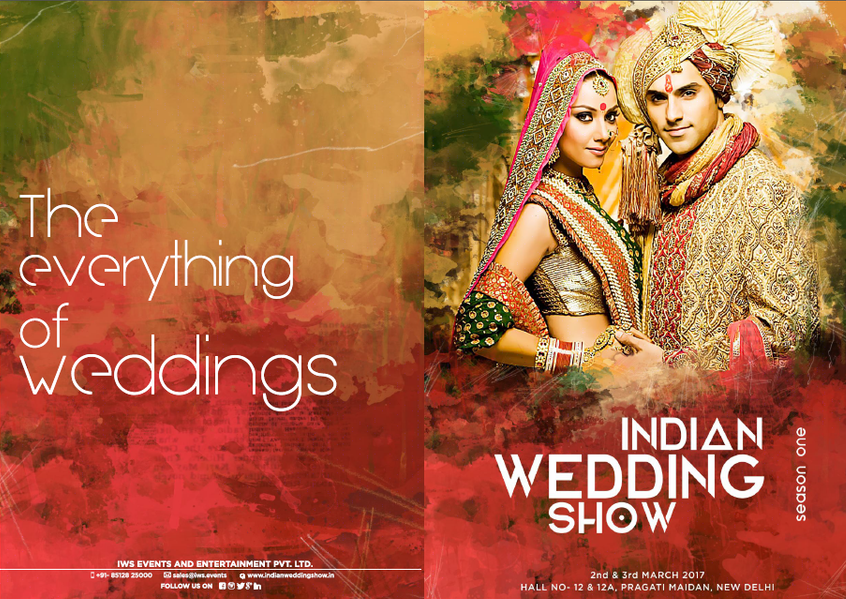 The
everything
of
weddings
IWS EVENTS AND ENTERTAINMENT PVT. LTD.
+91- 85128 25000 sales@iws.events www.indianweddingshow.in
FOLLOW US ON
INDIAN
WEDDING
SHOW
season one
2nd & 3rd MARCH 2017
HALL NO- 12 & 12A, PRAGATI MAIDAN, NEW DELHI